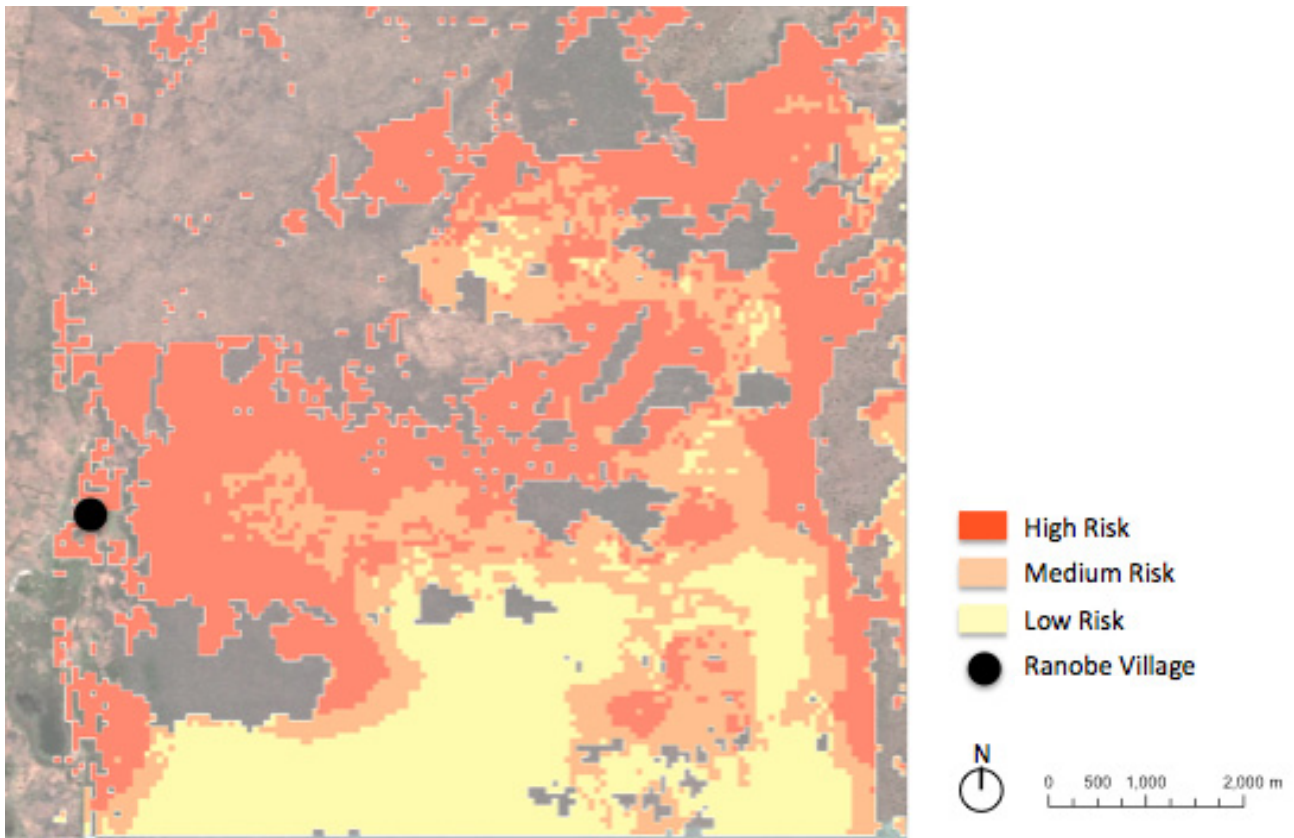 High Risk
Medium Risk
Low Risk
Ranobe Village
N
0 500 1,000 2,000 m